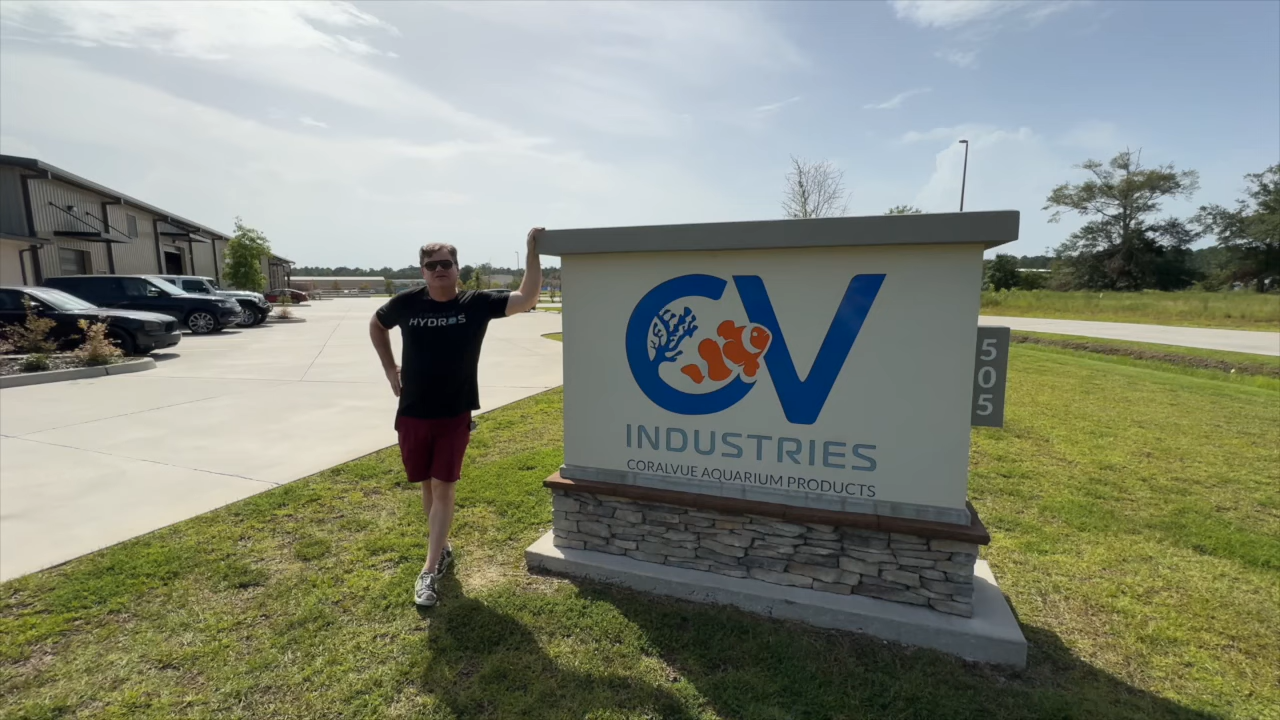 HYDROS
CV
INDUSTRIES
CORALVUE AQUARIUM PRODUCTS
505